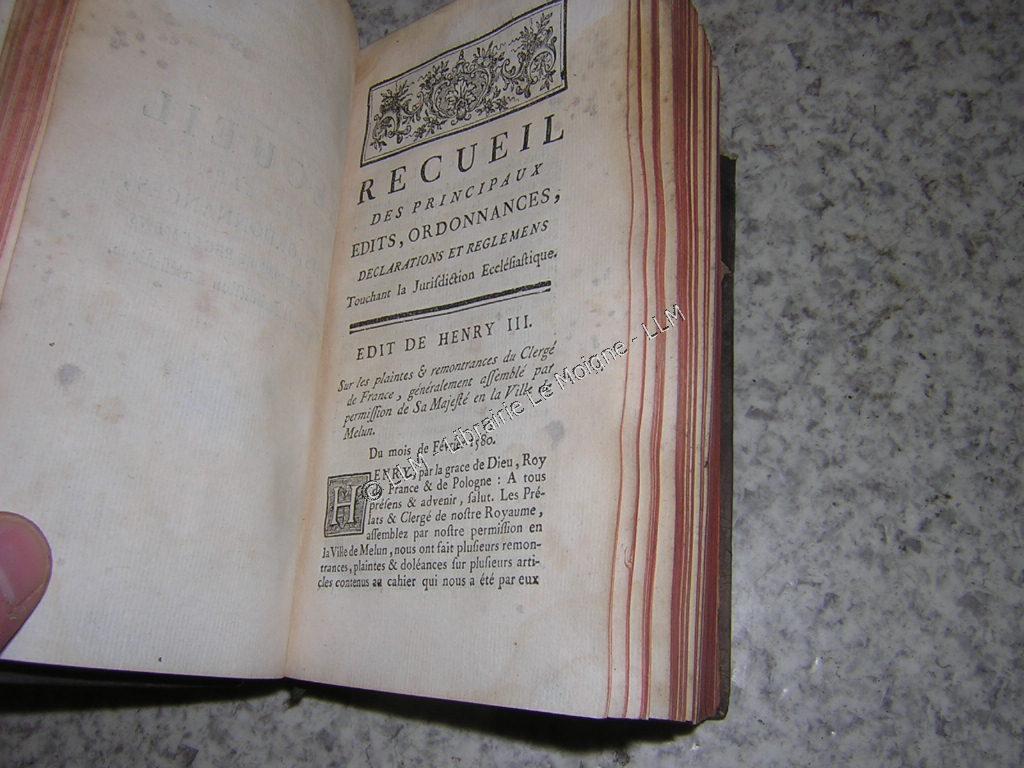 RECUEIL
DES PRINCIPAUX
EDITS, ORDONNANCES,
DECLARATIONS ET REGLEMENS
Touchant la Jurisdiction Ecclésiastique.
EDIT DE HENRY III.
Sur les plaintes & remontrances du Clergé
de France, généralement assemblé par
permission de Sa Majesté en la Ville de
Melun.
Du mois de Février 1580.
HENRY, par la grace de Dieu, Roy
de France & de Pologne : A tous
présens & advenir, salut. Les Pré-
lats & Clergé de nostre Royaume,
assemblez par nostre permission en
la Ville de Melun, nous ont fait plusieurs remon-
trances, plaintes & doléances sur plusieurs arti-
cles contenus au cahier qui nous a été par eux
© LLM - Librairie Le Moigne - LLM